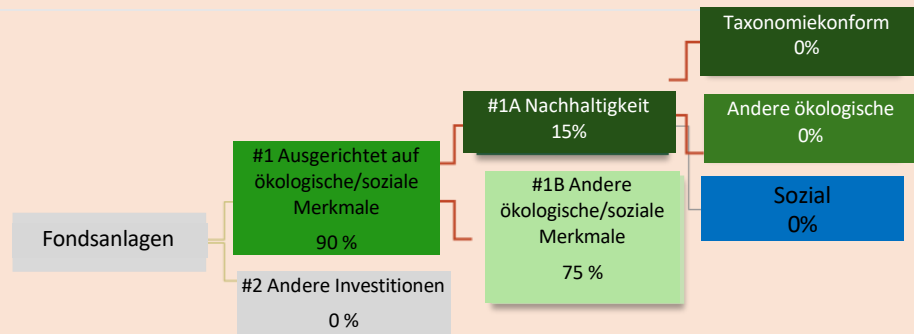 Taxonomiekonform
0%
#1A Nachhaltigkeit
15%
Andere ökologische
0%
#1 Ausgerichtet auf
ökologische/soziale
Merkmale
90 %
#1B Andere
ökologische/soziale
Merkmale
75 %
Sozial
0%
Fondsanlagen
#2 Andere Investitionen
0 %